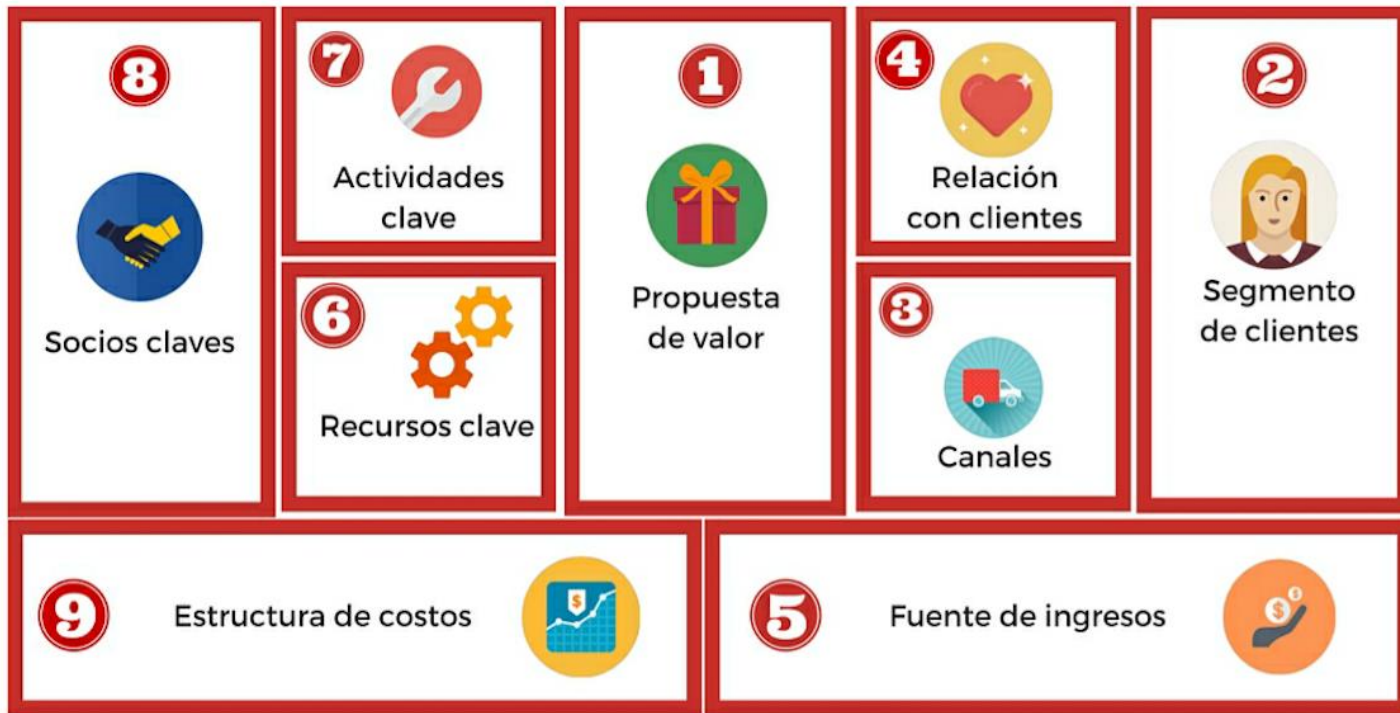 8
Socios claves
7
Actividades
clave
6
Recursos clave
1
Propuesta
de valor
4
Relación
con clientes
3
Canales
2
Segmento
de clientes
9
Estructura de costos
$
5
Fuente de ingresos
$
$